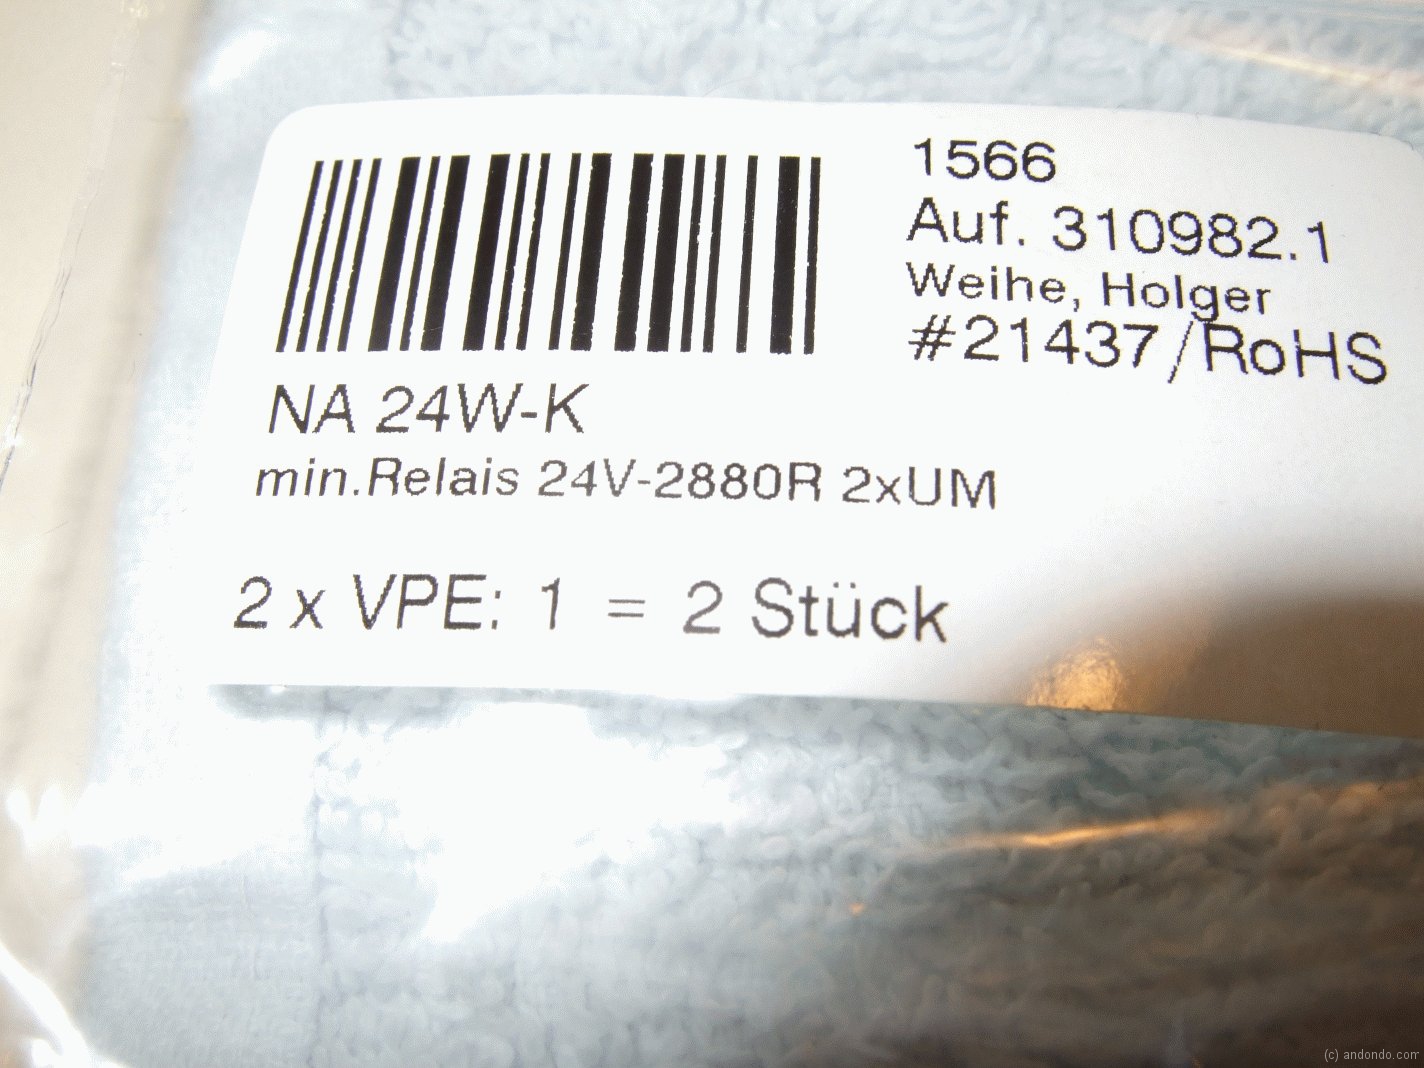 1566
Auf. 310982.1
Weihe, Holger
#21437/RoHS
NA 24W-K
min.Relais 24V-2880R 2xUM
2 x VPE: 1 = 2 Stück
(c) andondo.com